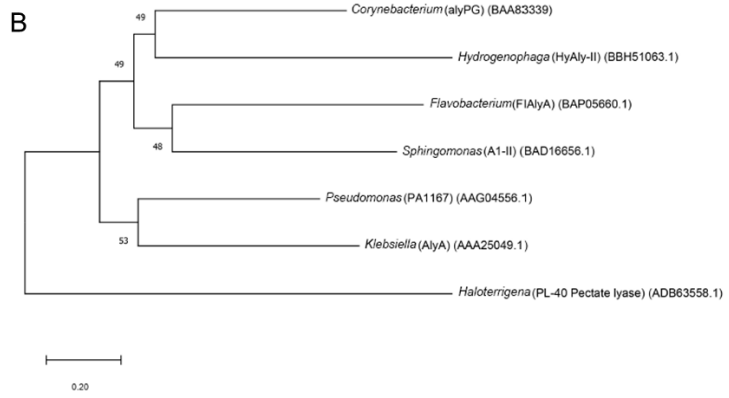 B
Corynebacterium (alyPG) (BAA83339)
49
Hydrogenophaga (HyAly-II) (BBH51063.1)
49
Flavobacterium(FlAlyA) (BAP05660.1)
48
Sphingomonas (A1-II) (BAD16656.1)
Pseudomonas (PA1167) (AAG04556.1)
53
Klebsiella (AlyA) (AAA25049.1)
Haloterrigena (PL-40 Pectate lyase) (ADB63558.1)
0.20